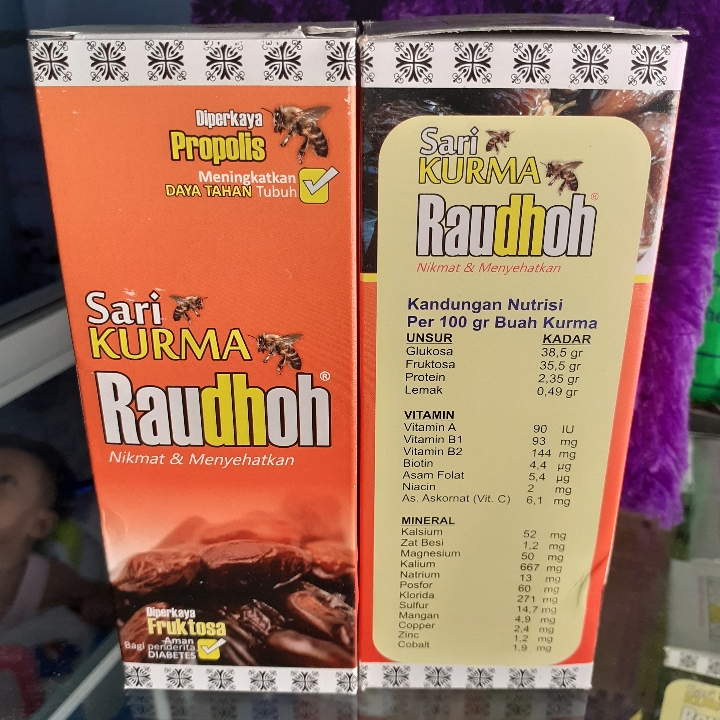 Diperkaya
Propolis
Meningkatkan
DAYA TAHAN Tubuh
Sari
KURMA
Raudhoh®
Nikmat & Menyehatkan
Diperkaya
Fruktosa
Aman
Bagi penderita
DIABETES
Sari
KURMA
Raudhoh®
Nikmat & Menyehatkan
Kandungan Nutrisi
Per 100 gr Buah Kurma
UNSUR KADAR
Glukosa 38,5 gr
Fruktosa 35,5 gr
Protein 2,35 gr
Lemak 0,49 gr
VITAMIN
Vitamin A 90 IU
Vitamin B1 93 mg
Vitamin B2 144 mg
Biotin 4,4 µg
Asam Folat 5,4 µg
Niacin 2 mg
As. Askornat (Vit. C) 6,1 mg
MINERAL
Kalsium 52 mg
Zat Besi 1,2 mg
Magnesium 50 mg
Kalium 667 mg
Natrium 13 mg
Posfor 60 mg
Klorida 271 mg
Sulfur 14,7 mg
Mangan 4,9 mg
Copper 2,4 mg
Zinc 1,2 mg
Cobalt 1,9 mg